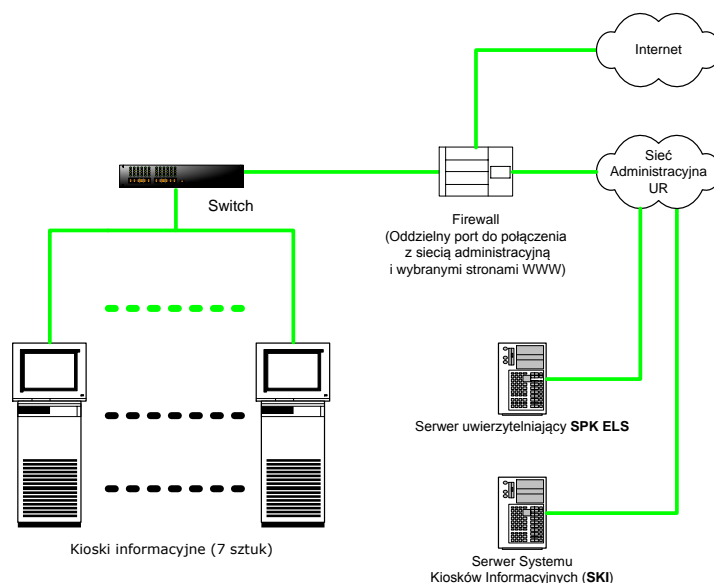 Internet
Sieć
Administracyjna
UR
Switch
Firewall
(Oddzielny port do połączenia
z siecią administracyjną
i wybranymi stronami WWW)
Serwer uwierzytelniający SPK ELS
Kioski informacyjne (7 sztuk)
Serwer Systemu
Kiosków Informacyjnych (SKI)